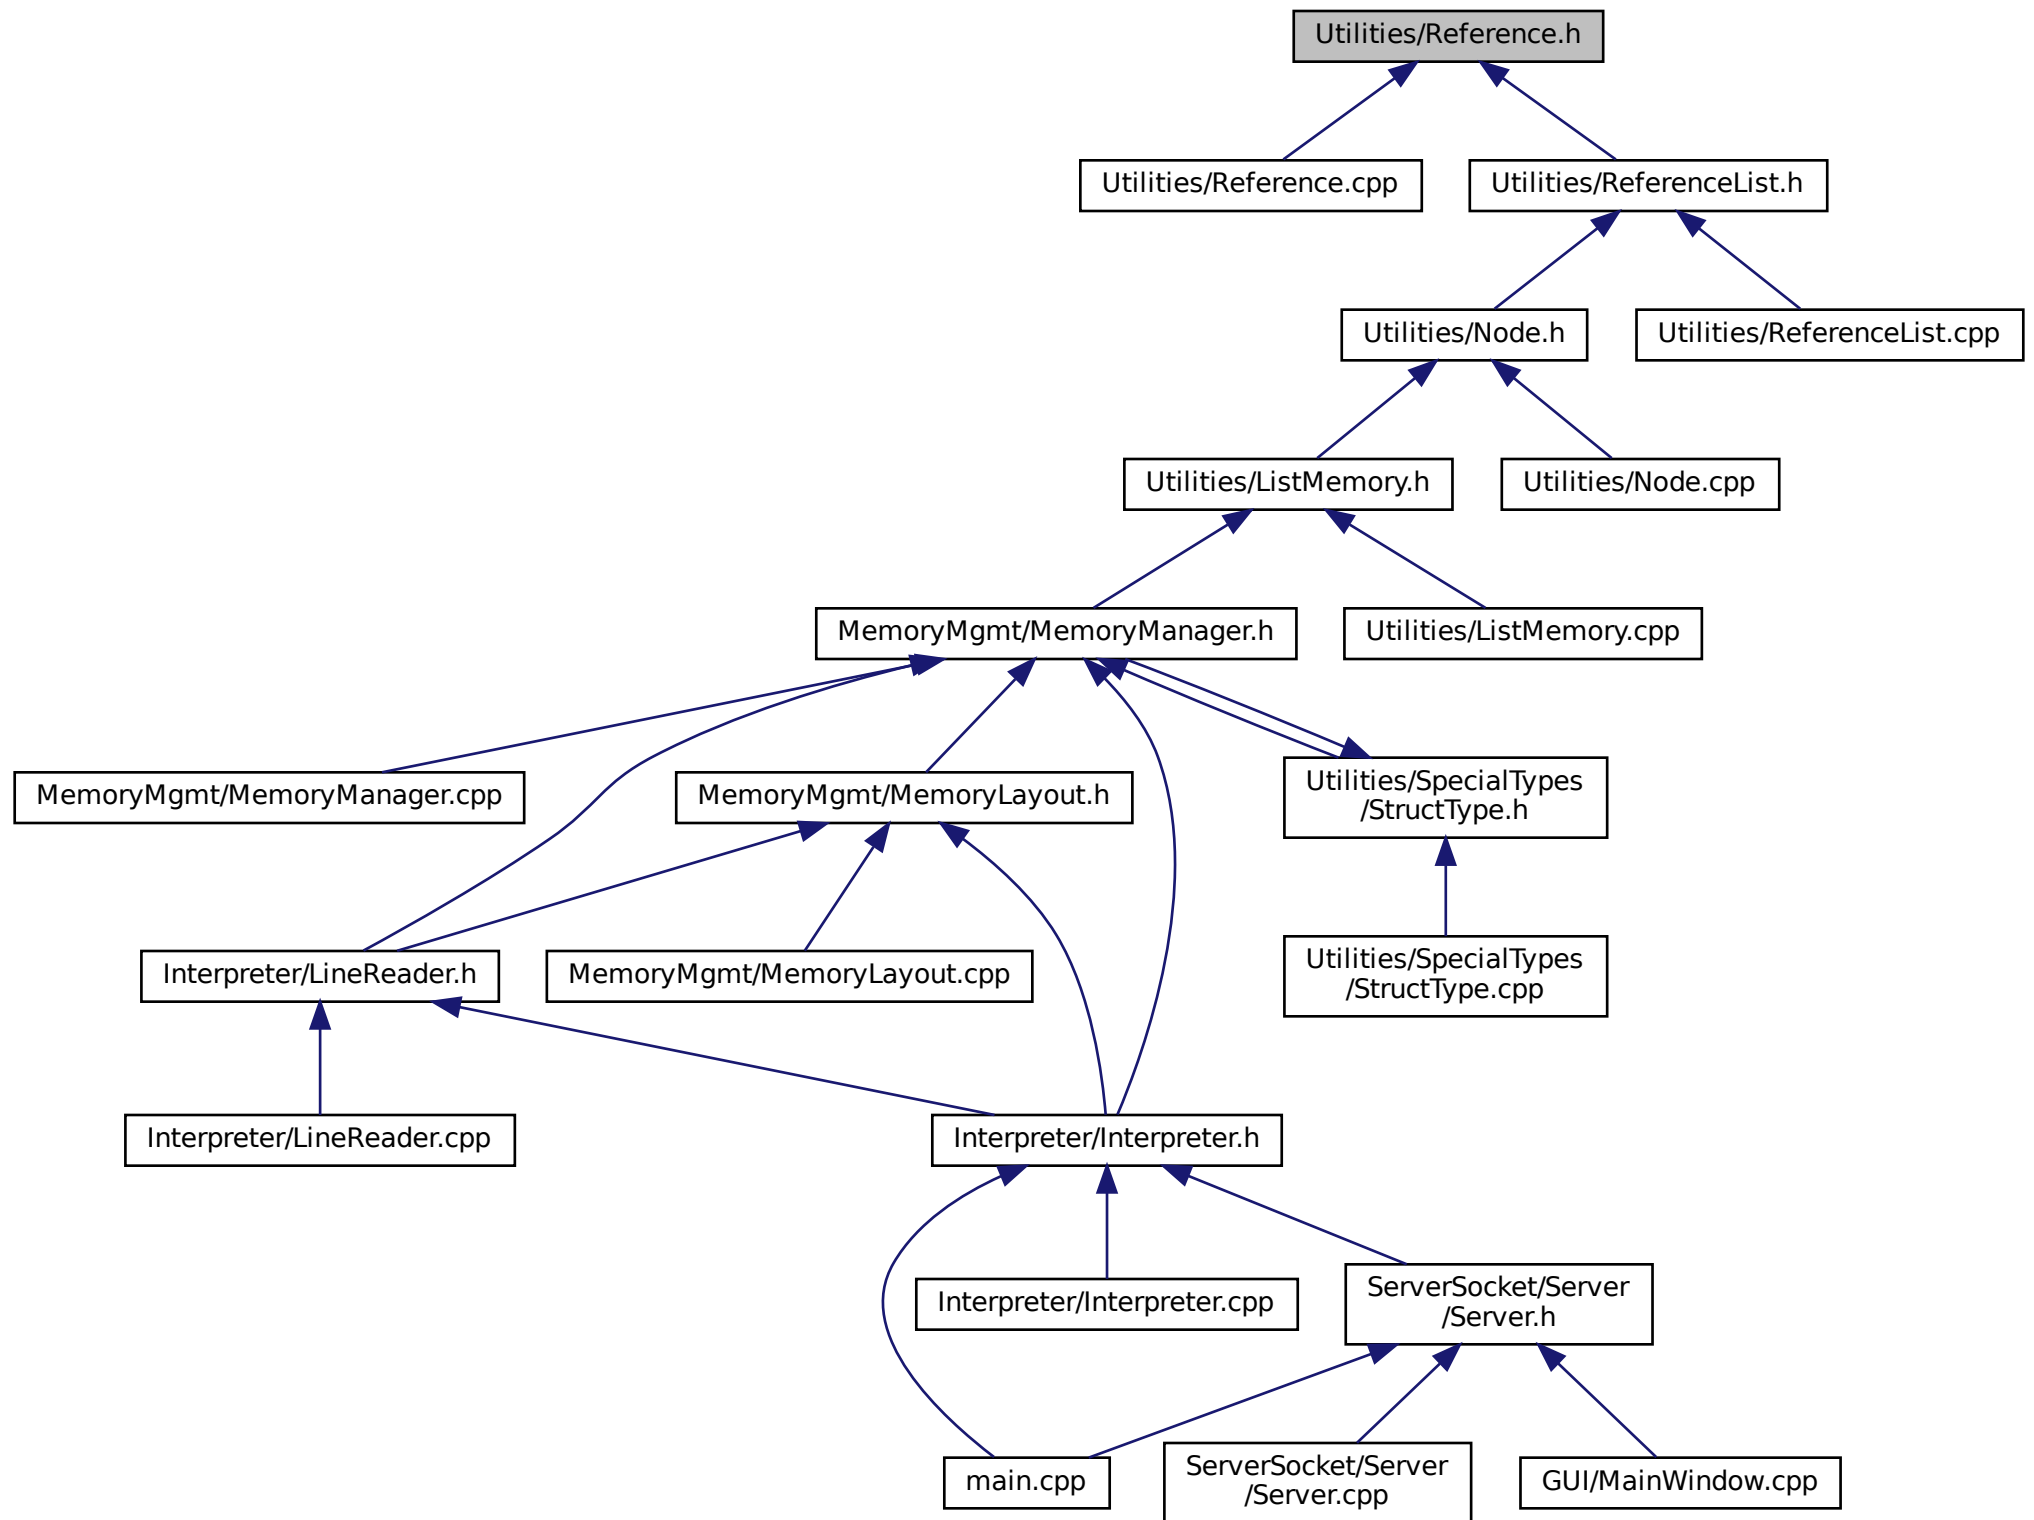 Utilities/Reference.h
Utilities/Reference.cpp
Utilities/ReferenceList.h
Utilities/Node.h
Utilities/ReferenceList.cpp
Utilities/ListMemory.h
Utilities/Node.cpp
MemoryMgmt/MemoryManager.h
Utilities/ListMemory.cpp
MemoryMgmt/MemoryManager.cpp
MemoryMgmt/MemoryLayout.h
Utilities/SpecialTypes
/StructType.h
Interpreter/LineReader.h
MemoryMgmt/MemoryLayout.cpp
Utilities/SpecialTypes
/StructType.cpp
Interpreter/LineReader.cpp
Interpreter/Interpreter.h
Interpreter/Interpreter.cpp
ServerSocket/Server
/Server.h
main.cpp
ServerSocket/Server
/Server.cpp
GUI/MainWindow.cpp